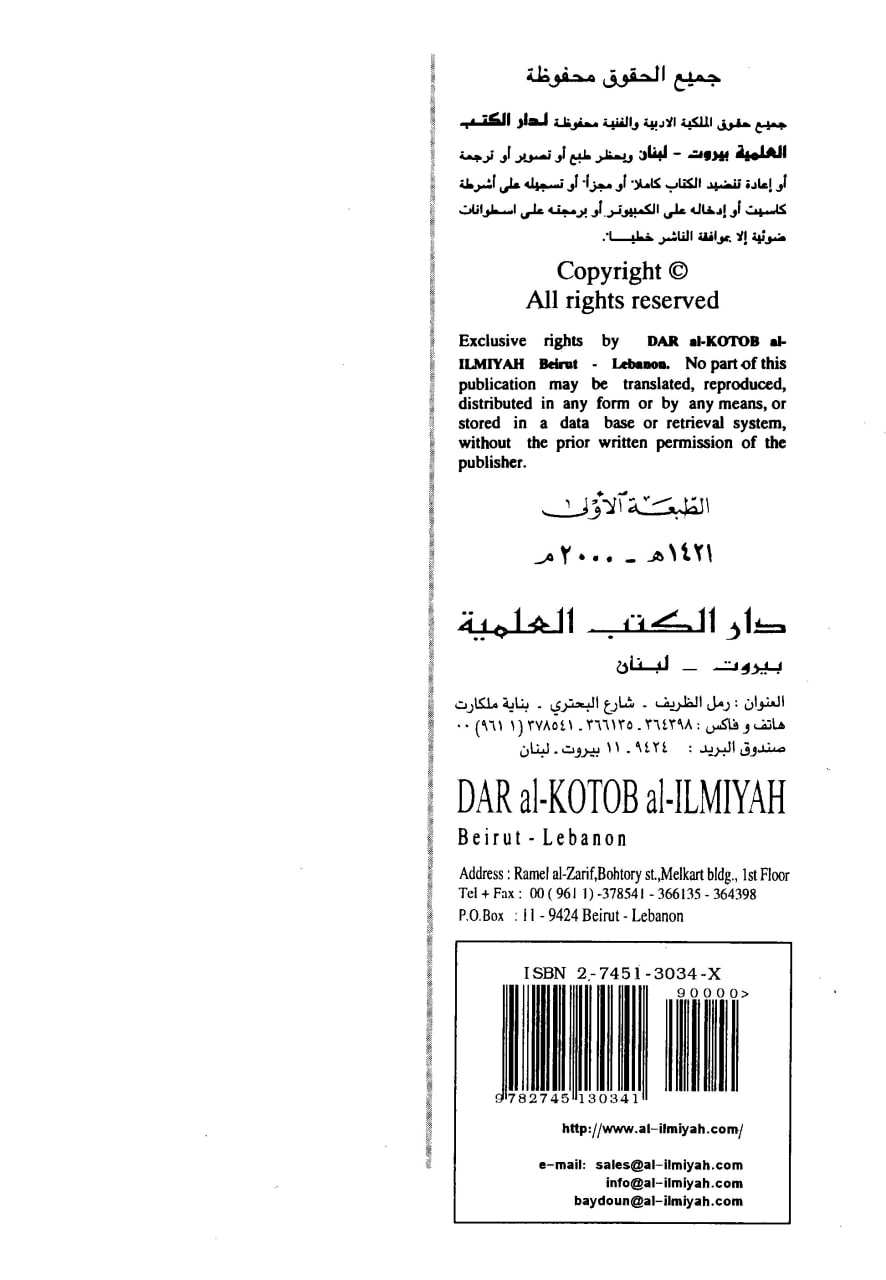 جميع الحقوق محفوظة
جميع حقوق الملكية الادبية والفنية محفوظة لدار الكتب
العلمية بيروت - لبنان ويحظر طبع أو تصوير أو ترجمة
أو إعادة تنضيد الكتاب كاملاً أو مجزأ أو تسجيله على أشرطة
كاسيت أو إدخاله على الكمبيوتر أو برمجته على اسطوانات
ضوئية إلا بموافقة الناشر خطيـــا.
Copyright ©
All rights reserved
Exclusive rights by DAR al-KOTOB al-
ILMIYAH Beirut - Lebanon. No part of this
publication may be translated, reproduced,
distributed in any form or by any means, or
stored in a data base or retrieval system,
without the prior written permission of the
publisher.
الطبعة الأولى
١٤٢١هـ - ٢٠٠٠م
دار الكتب العلمية
بيروت - لبنان
العنوان : رمل الظريف - شارع البحتري - بناية ملكارت
هاتف و فاكس : ٣٦٤٣٩٨ - ٣٦٦١٣٥ - ٣٧٨٥٤١ (١ ٩٦١) ٠٠
صندوق البريد : ٩٤٢٤ - ١١ بيروت - لبنان
DAR al-KOTOB al-ILMIYAH
Beirut - Lebanon
Address : Ramel al-Zarif,Bohtory st.,Melkart bldg., 1st Floor
Tel + Fax : 00 ( 961 1) -378541 - 366135 - 364398
P.O.Box : 11 - 9424 Beirut - Lebanon
ISBN 2-7451-3034-X
90000>
9 782745 130341
http://www.al-ilmiyah.com/
e-mail: sales@al-ilmiyah.com
info@al-ilmiyah.com
baydoun@al-ilmiyah.com